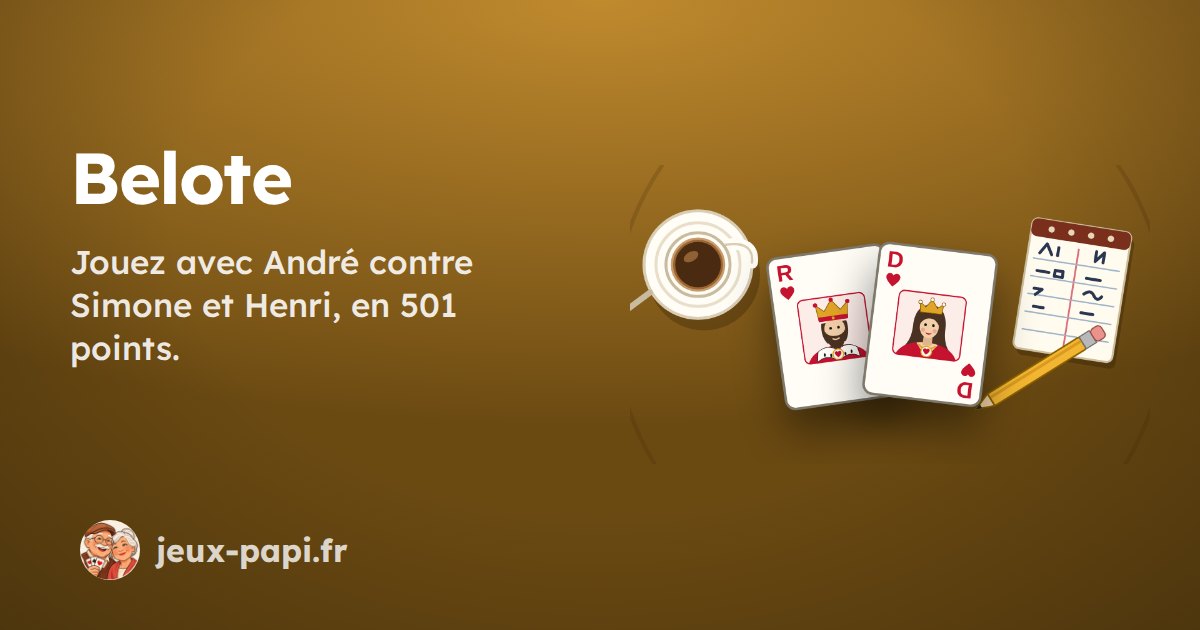 Belote
Jouez avec André contre
Simone et Henri, en 501
points.
R
D
D
jeux-papi.fr